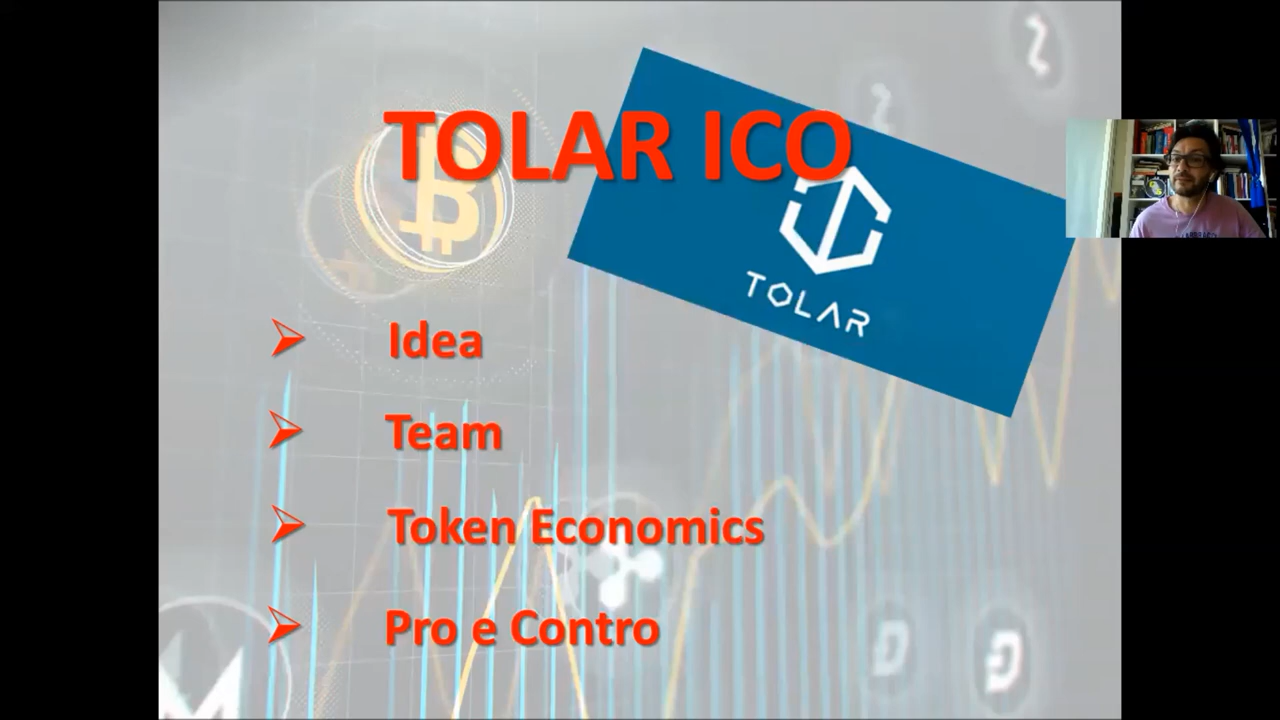 TOLAR ICO
TOLAR
Idea
Team
Token Economics
Pro e Contro